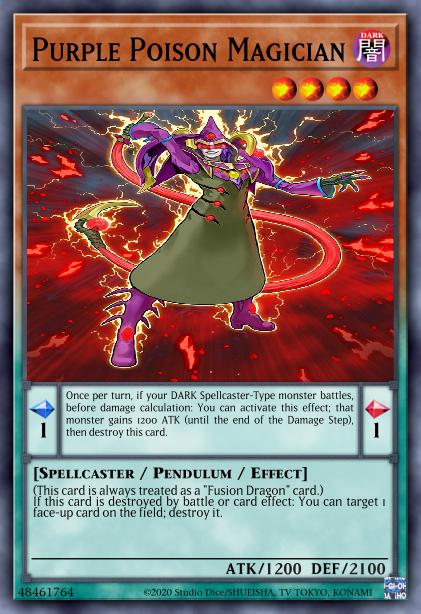 PURPLE POISON MAGICIAN
DARK
闇
Once per turn, if your DARK Spellcaster-Type monster battles,
before damage calculation: You can activate this effect; that
monster gains 1200 ATK (until the end of the Damage Step),
then destroy this card.
1
1
[SPELLCASTER / PENDULUM / EFFECT]
(This card is always treated as a "Fusion Dragon" card.)
If this card is destroyed by battle or card effect: You can target 1
face-up card on the field; destroy it.
ATK/1200 DEF/2100
48461764
©2020 Studio Dice/SHUEISHA, TV TOKYO, KONAMI